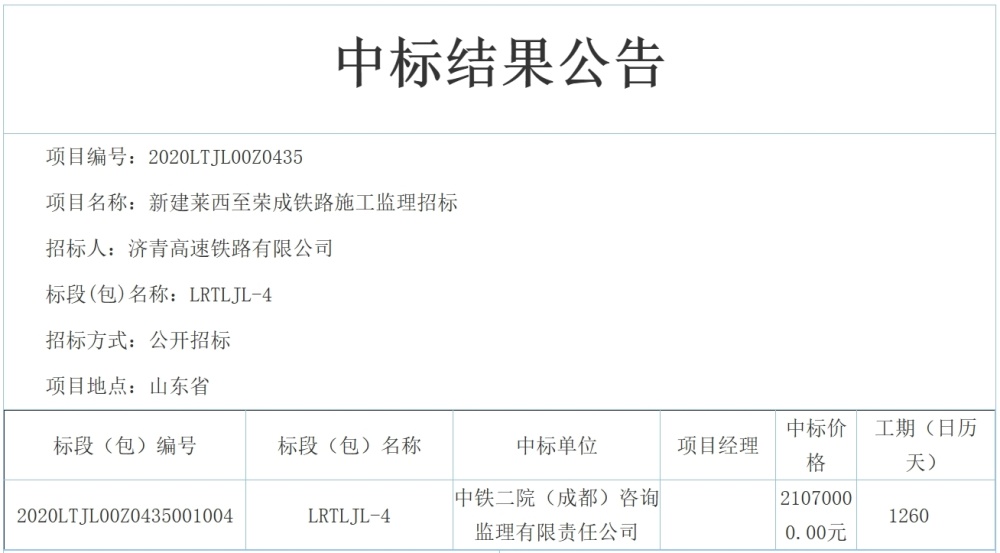 中标结果公告
项目编号：2020LTJL00Z0435
项目名称：新建莱西至荣成铁路施工监理招标
招标人：济青高速铁路有限公司
标段(包)名称：LRTLJL-4
招标方式：公开招标
项目地点：山东省
标段（包）编号 标段（包）名称 中标单位 项目经理 中标价格 工期（日历天）
2020LTJL00Z0435001004 LRTLJL-4 中铁二院（成都）咨询监理有限责任公司 21070000.00元 1260